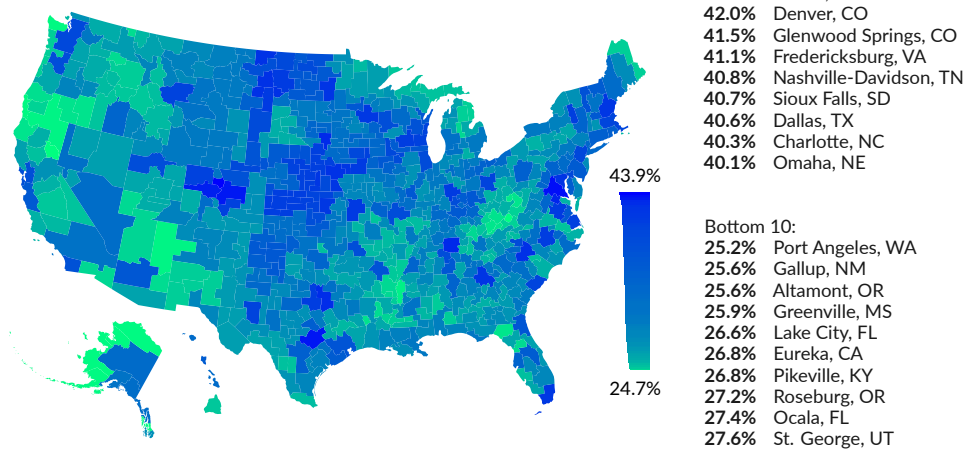 42.0% Denver, CO
41.5% Glenwood Springs, CO
41.1% Fredericksburg, VA
40.8% Nashville-Davidson, TN
40.7% Sioux Falls, SD
40.6% Dallas, TX
40.3% Charlotte, NC
40.1% Omaha, NE
43.9%
24.7%
Bottom 10:
25.2% Port Angeles, WA
25.6% Gallup, NM
25.6% Altamont, OR
25.9% Greenville, MS
26.6% Lake City, FL
26.8% Eureka, CA
26.8% Pikeville, KY
27.2% Roseburg, OR
27.4% Ocala, FL
27.6% St. George, UT